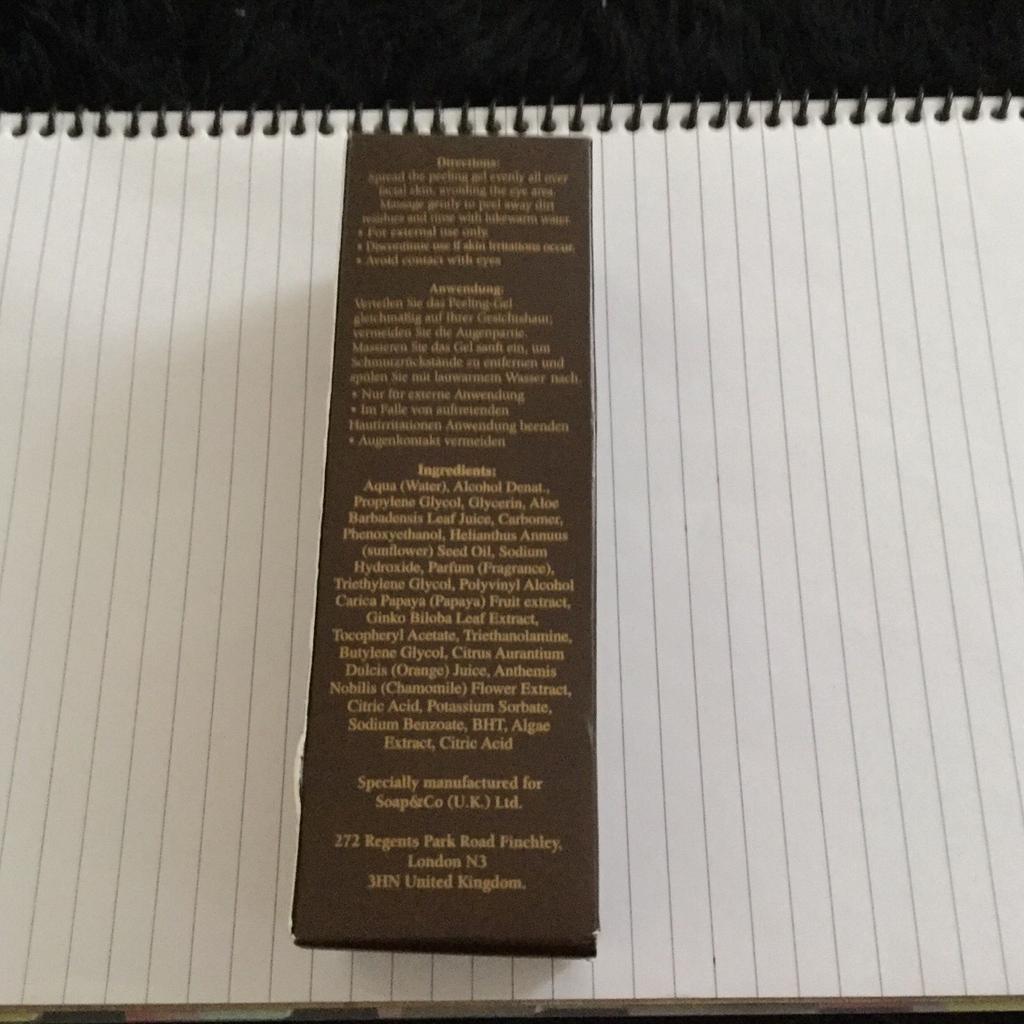 Directions:
Spread the peeling gel evenly all over
facial skin, avoiding the eye area.
Massage gently to peel away dirt
residues and rinse with lukewarm water.
• For external use only.
• Discontinue use if skin irritations occur.
• Avoid contact with eyes
Anwendung:
Verteilen Sie das Peeling-Gel
gleichmäßig auf Ihrer Gesichtshaut;
vermeiden Sie die Augenpartie.
Massieren Sie das Gel sanft ein, um
Schmutzrückstände zu entfernen und
spülen Sie mit lauwarmem Wasser nach.
• Nur für externe Anwendung
• Im Falle von auftretenden
Hautirritationen Anwendung beenden
• Augenkontakt vermeiden
Ingredients:
Aqua (Water), Alcohol Denat.,
Propylene Glycol, Glycerin, Aloe
Barbadensis Leaf Juice, Carbomer,
Phenoxyethanol, Helianthus Annuus
(sunflower) Seed Oil, Sodium
Hydroxide, Parfum (Fragrance),
Triethylene Glycol, Polyvinyl Alcohol
Carica Papaya (Papaya) Fruit extract,
Ginko Biloba Leaf Extract,
Tocopheryl Acetate, Triethanolamine,
Butylene Glycol, Citrus Aurantium
Dulcis (Orange) Juice, Anthemis
Nobilis (Chamomile) Flower Extract,
Citric Acid, Potassium Sorbate,
Sodium Benzoate, BHT, Algae
Extract, Citric Acid
Specially manufactured for
Soap&Co (U.K.) Ltd.
272 Regents Park Road Finchley,
London N3
3HN United Kingdom.